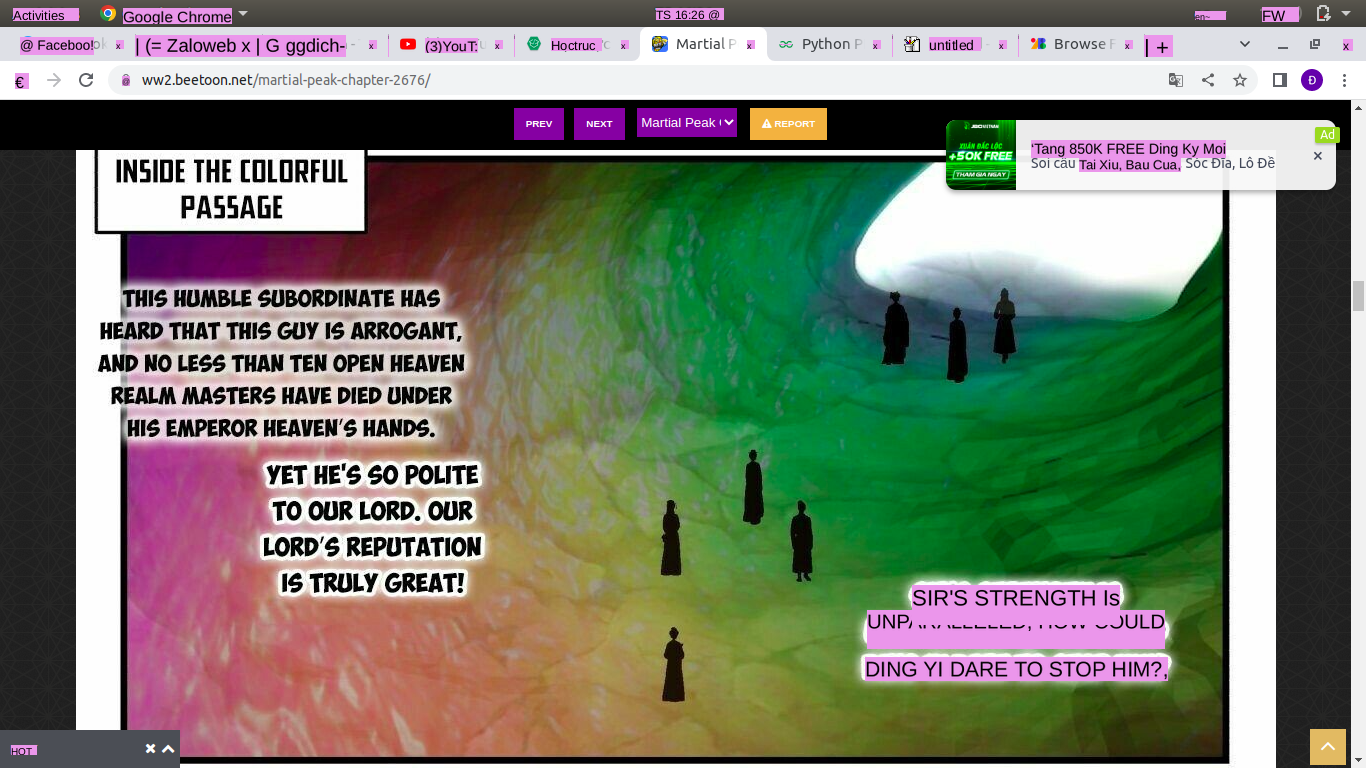 Activities
Google Chrome
TS 16:26 @
en~
FW
@ Facebool
| (= Zaloweb x | G ggdich-
x
(3)YouT:
x
Hoctruc
x
Martial P
x
Python P
x
untitled
x
Browse F
x
| +
x
€
ww2.beetoon.net/martial-peak-chapter-2676/
Đ
PREV
NEXT
Martial Peak
REPORT
Ad
XUÂN ĐẮC LỘC
+50K FREE
THAM GIA NGAY
‘Tang 850K FREE Ding Ky Moi
Soi cầu Tai Xiu, Bau Cua, Sóc Đĩa, Lô Đề
INSIDE THE COLORFUL
PASSAGE
THIS HUMBLE SUBORDINATE HAS
HEARD THAT THIS GUY IS ARROGANT,
AND NO LESS THAN TEN OPEN HEAVEN
REALM MASTERS HAVE DIED UNDER
HIS EMPEROR HEAVEN'S HANDS.
YET HE'S SO POLITE
TO OUR LORD. OUR
LORD'S REPUTATION
IS TRULY GREAT!
SIR'S STRENGTH Is
UNPARALLELED, HOW COULD
DING YI DARE TO STOP HIM?,
HOT